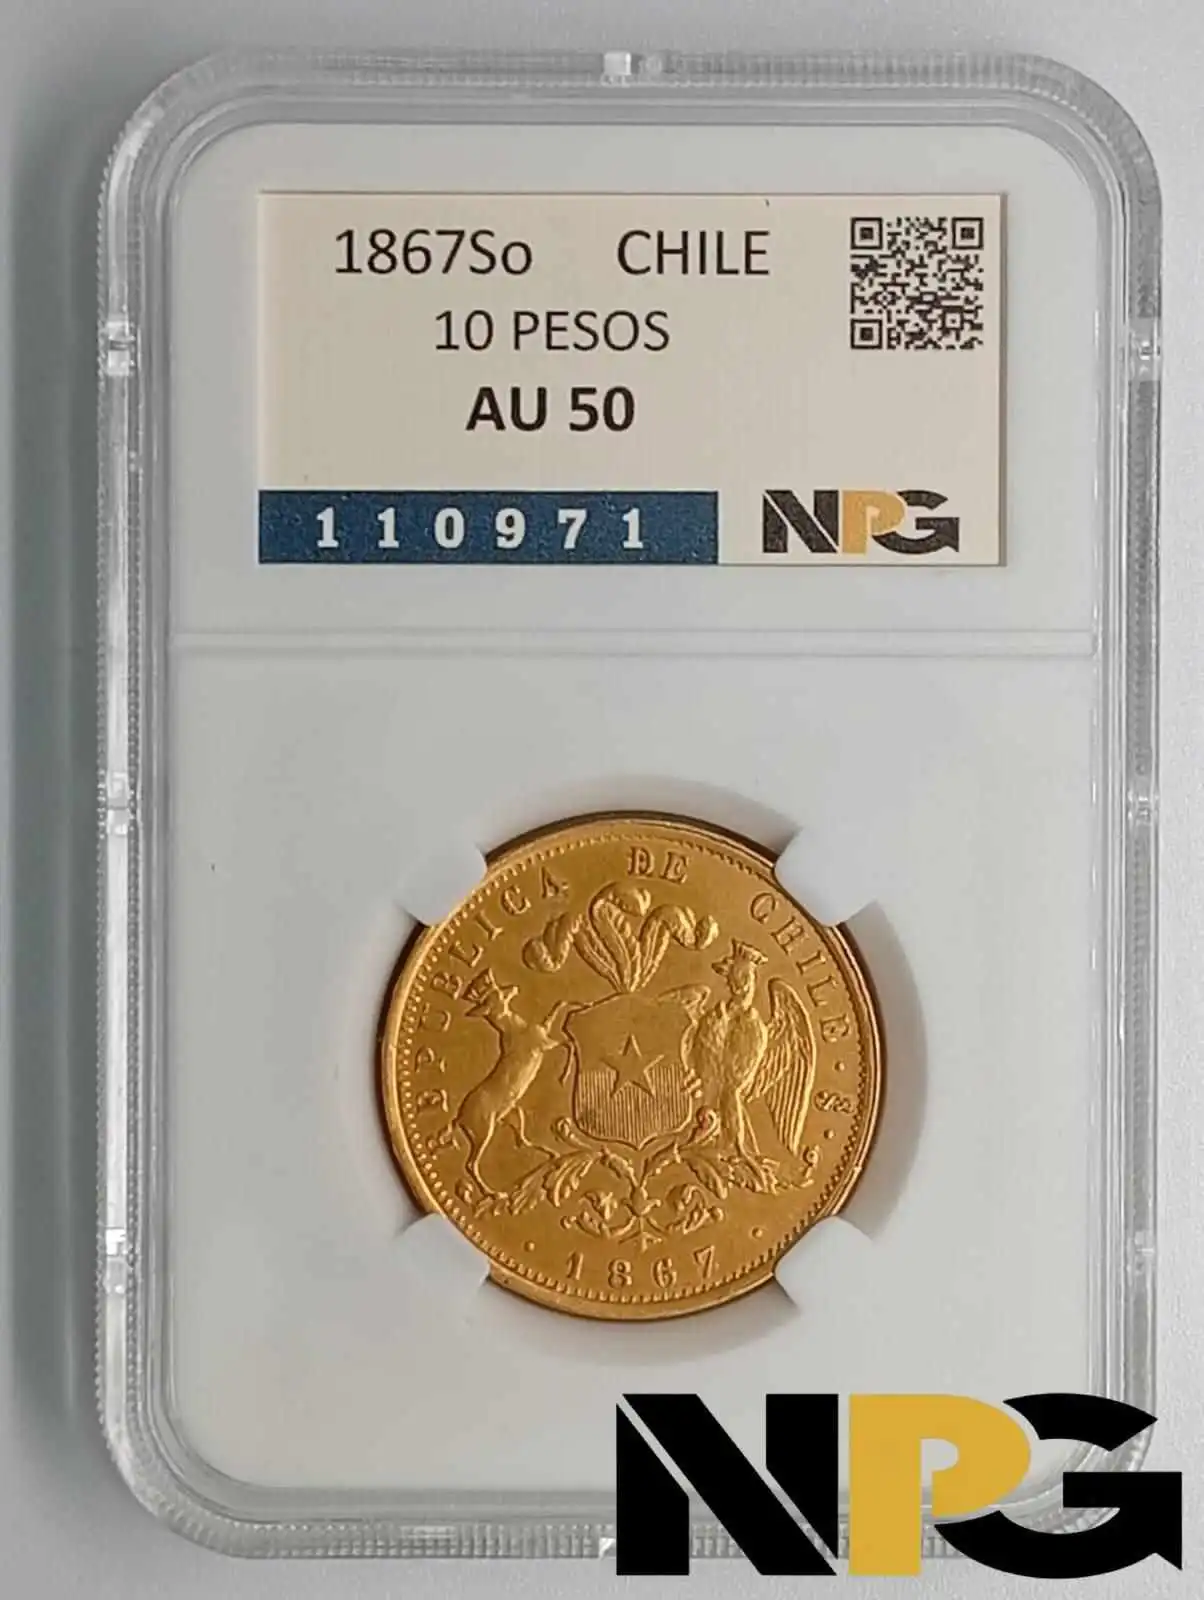 1867So CHILE
10 PESOS
AU 50
110971 NPG
REPUBLICA DE CHILE · S ·
· 1867 ·
NPG